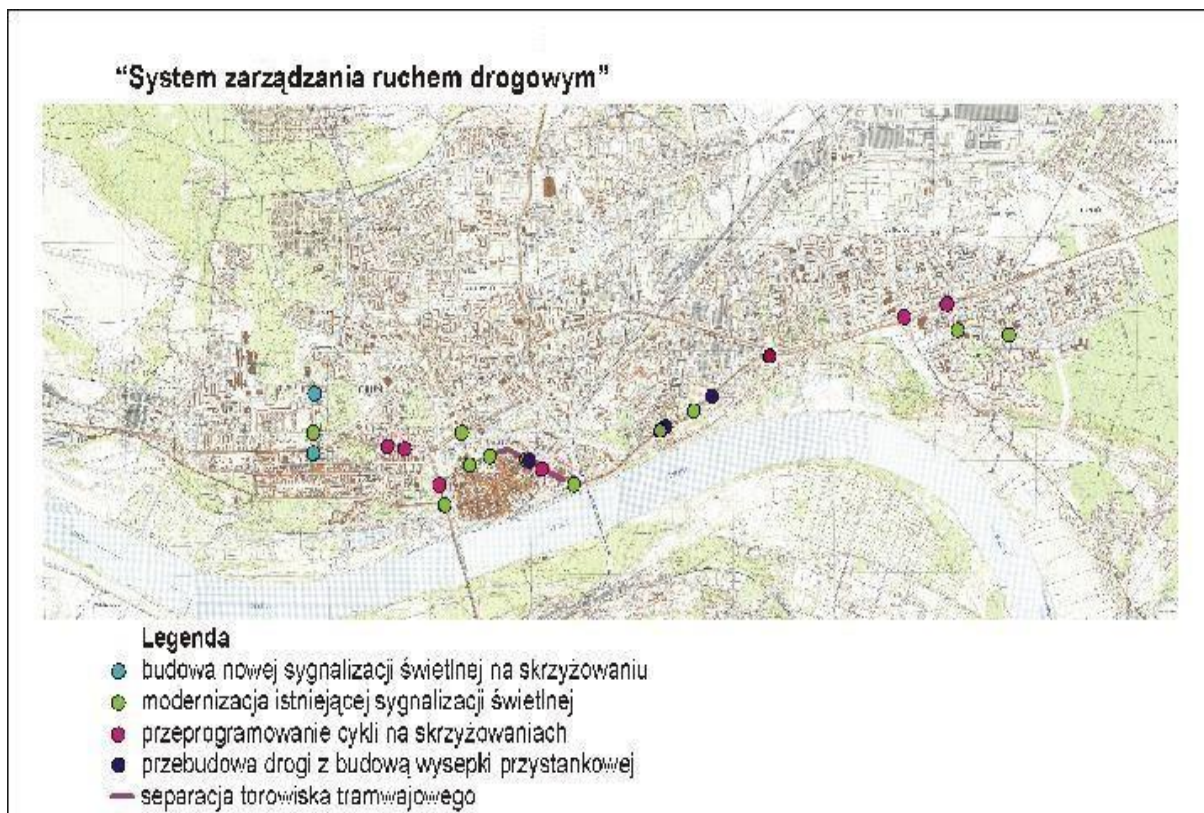 “System zarządzania ruchem drogowym”
Legenda
budowa nowej sygnalizacji świetlnej na skrzyżowaniu
modernizacja istniejącej sygnalizacji świetlnej
przeprogramowanie cykli na skrzyżowaniach
przebudowa drogi z budową wysepki przystankowej
separacja torowiska tramwajowego